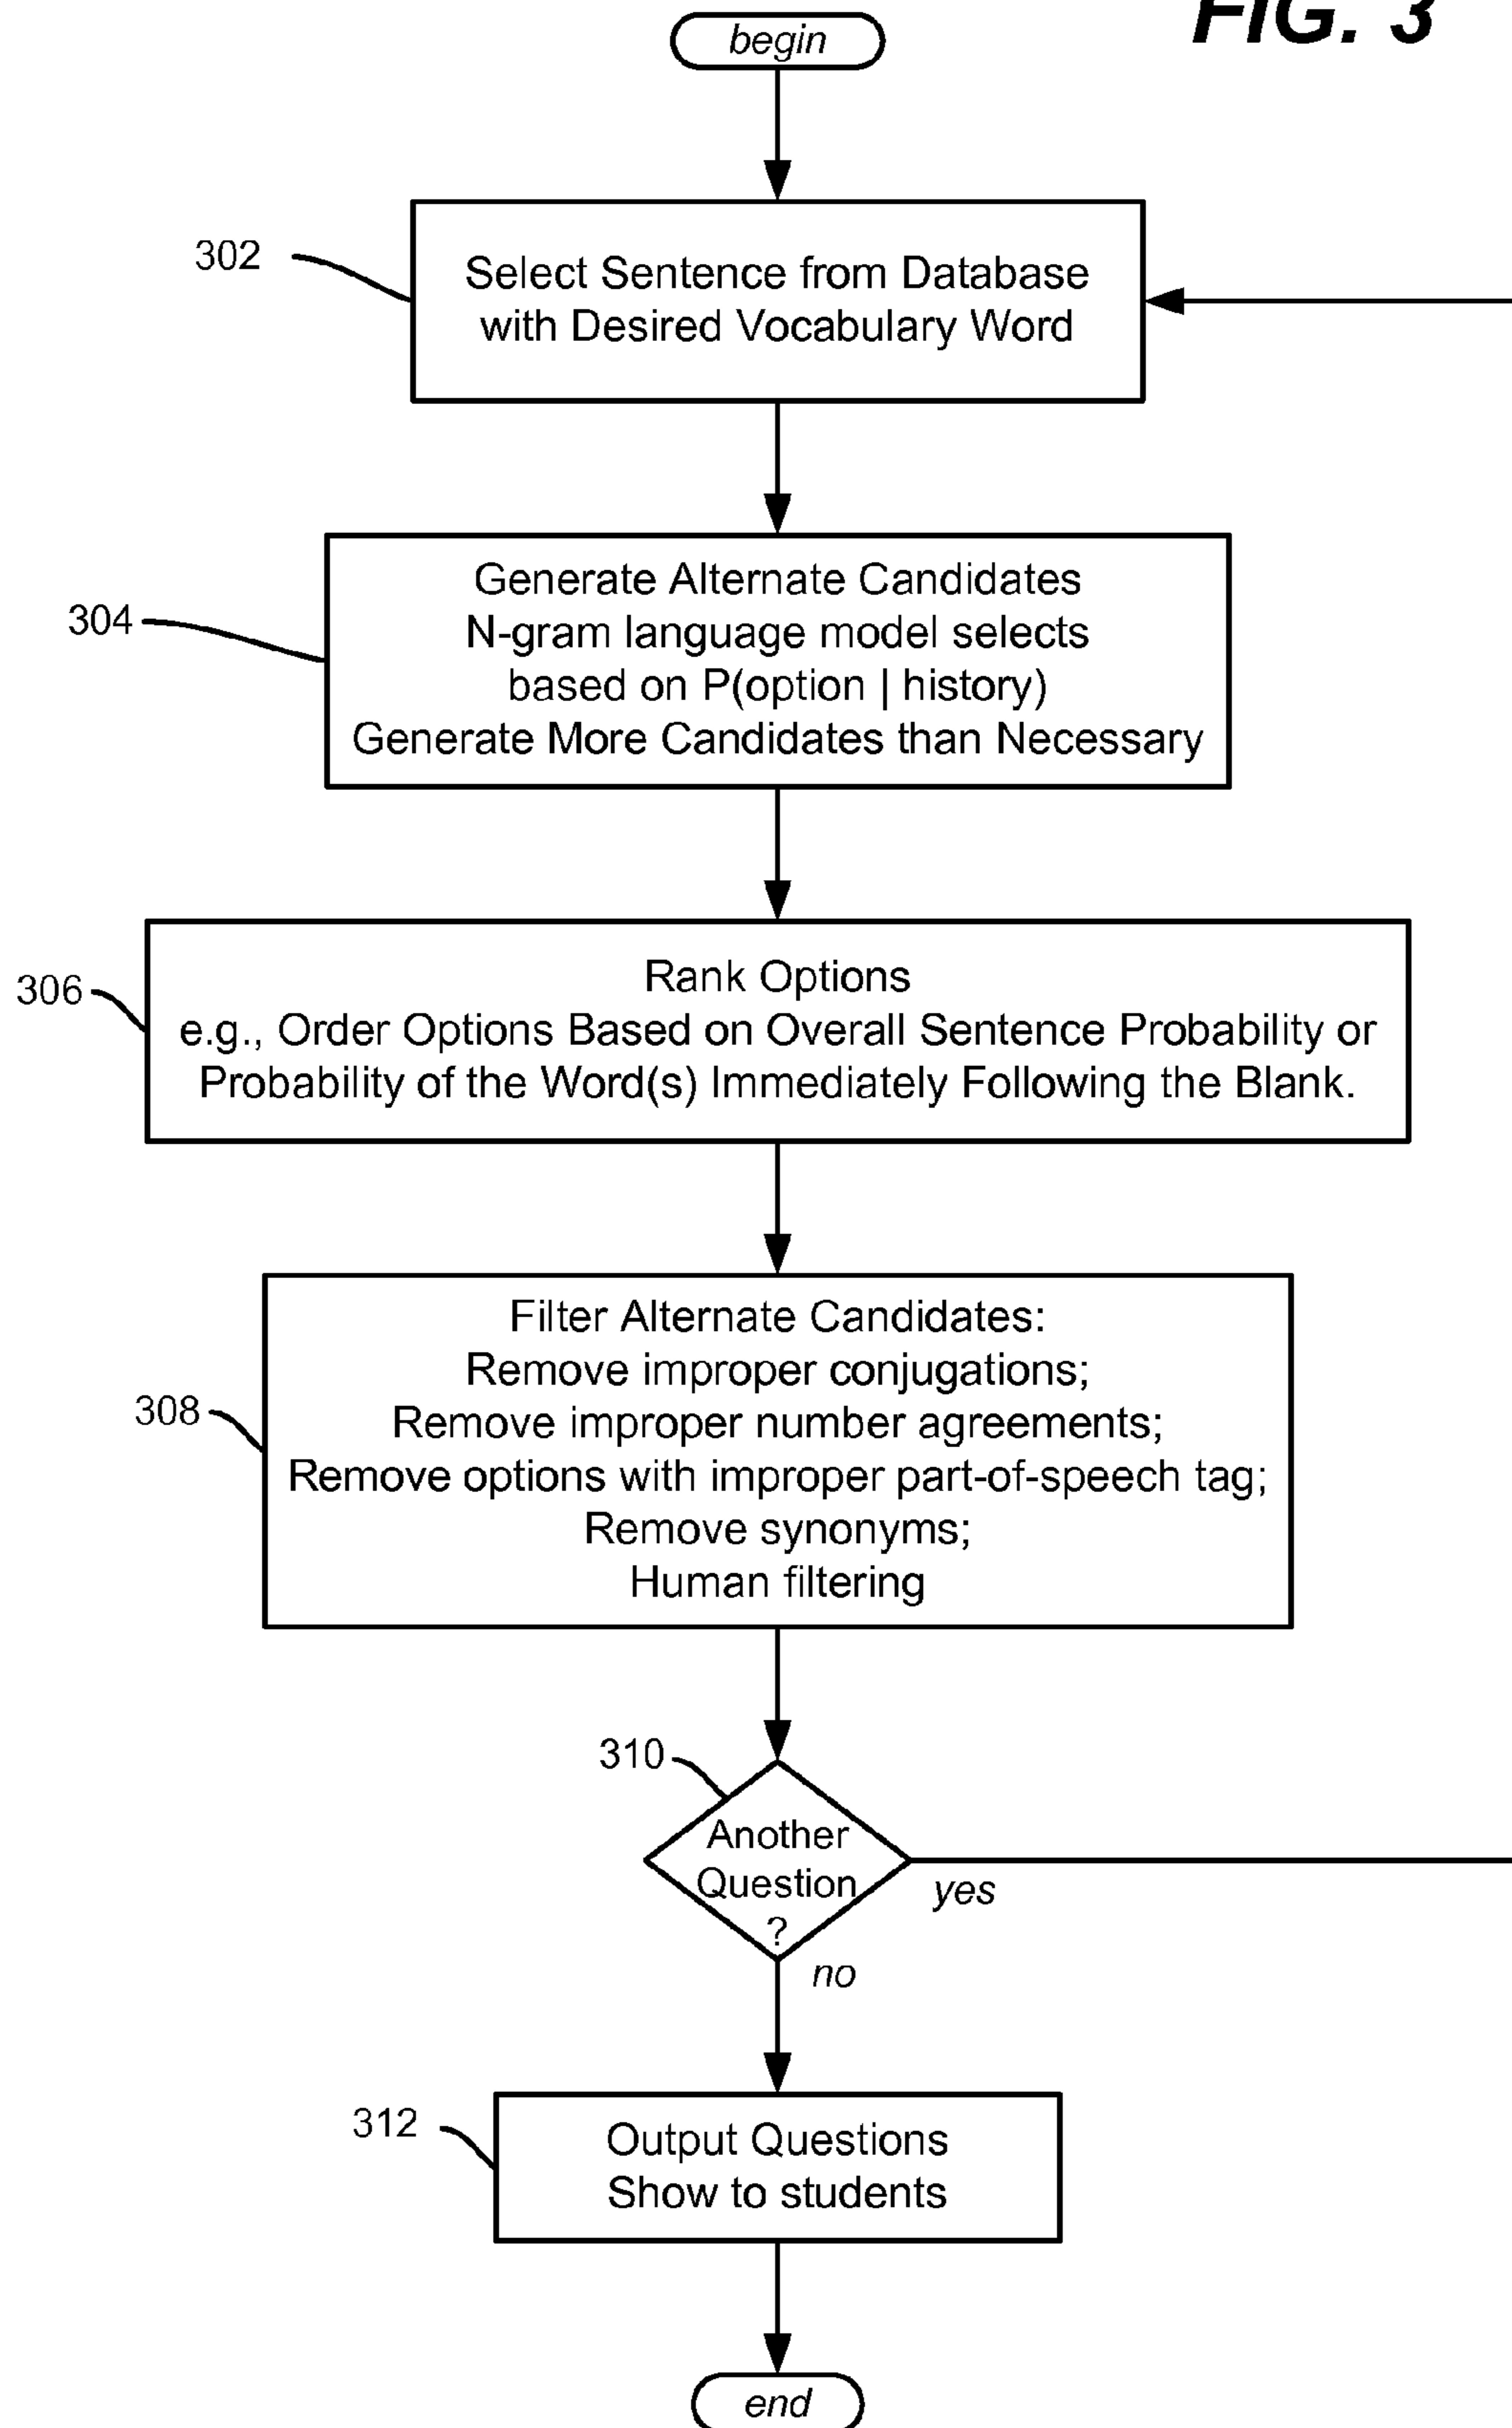 FIG. 3
begin
302
Select Sentence from Database
with Desired Vocabulary Word
304
Generate Alternate Candidates
N-gram language model selects
based on P(option | history)
Generate More Candidates than Necessary
306
Rank Options
e.g., Order Options Based on Overall Sentence Probability or
Probability of the Word(s) Immediately Following the Blank.
308
Filter Alternate Candidates:
Remove improper conjugations;
Remove improper number agreements;
Remove options with improper part-of-speech tag;
Remove synonyms;
Human filtering
310
Another
Question
?
yes
no
312
Output Questions
Show to students
end